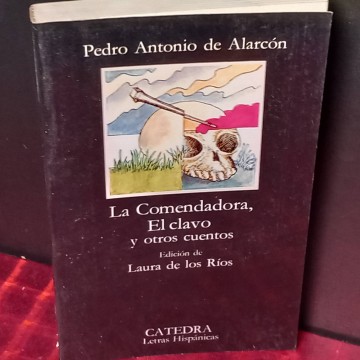 Pedro Antonio de Alarcón
La Comendadora,
El clavo
y otros cuentos
Edición de
Laura de los Ríos
CATEDRA
Letras Hispánicas